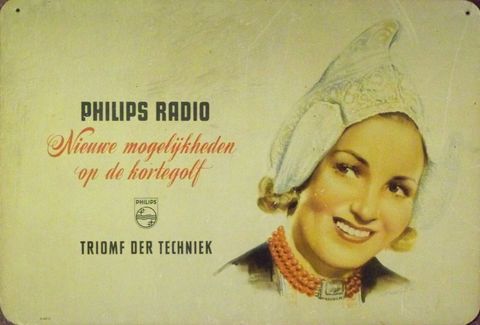 PHILIPS RADIO
Nieuwe mogelijkheden
op de kortegolf
PHILIPS
TRIOMF DER TECHNIEK